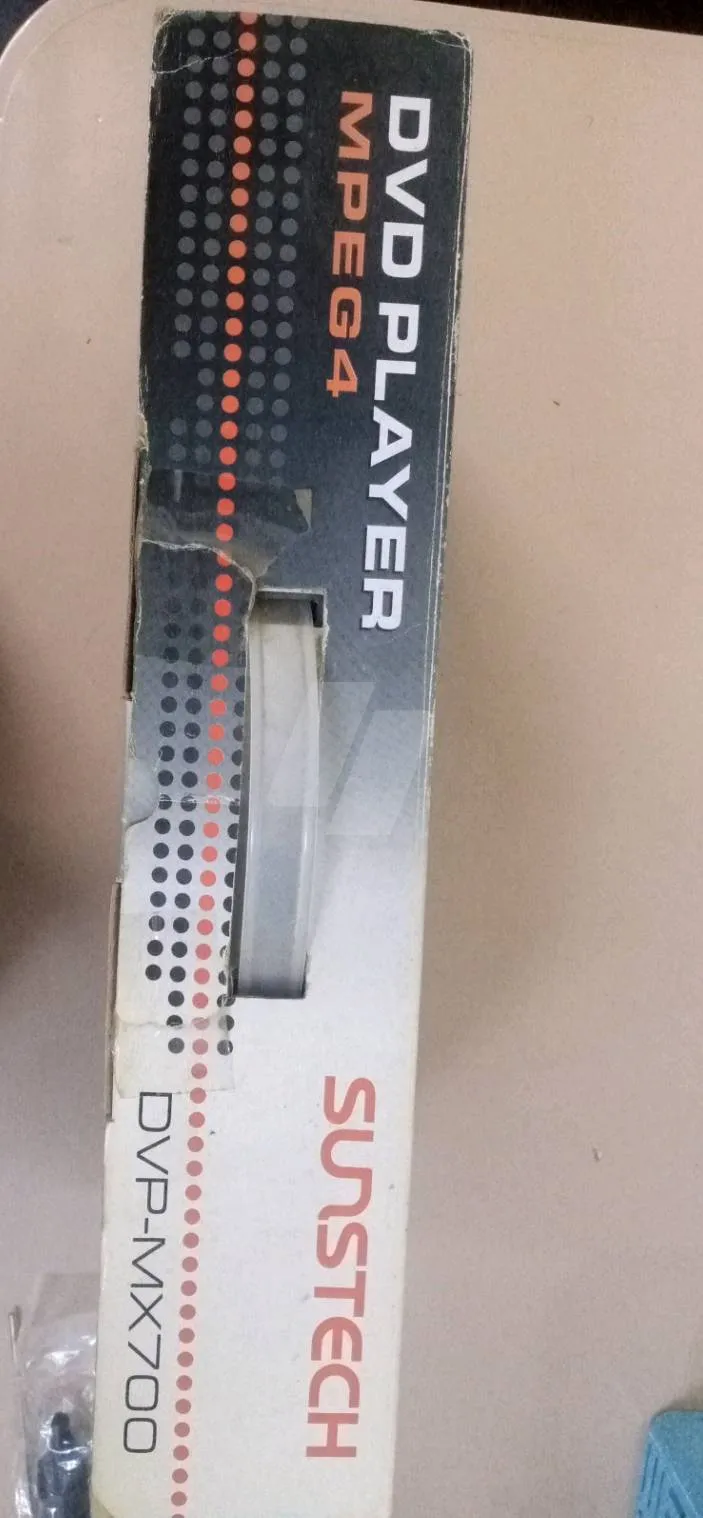 DVD PLAYER
MPEG4
SUNSTECH
DVP-MX700